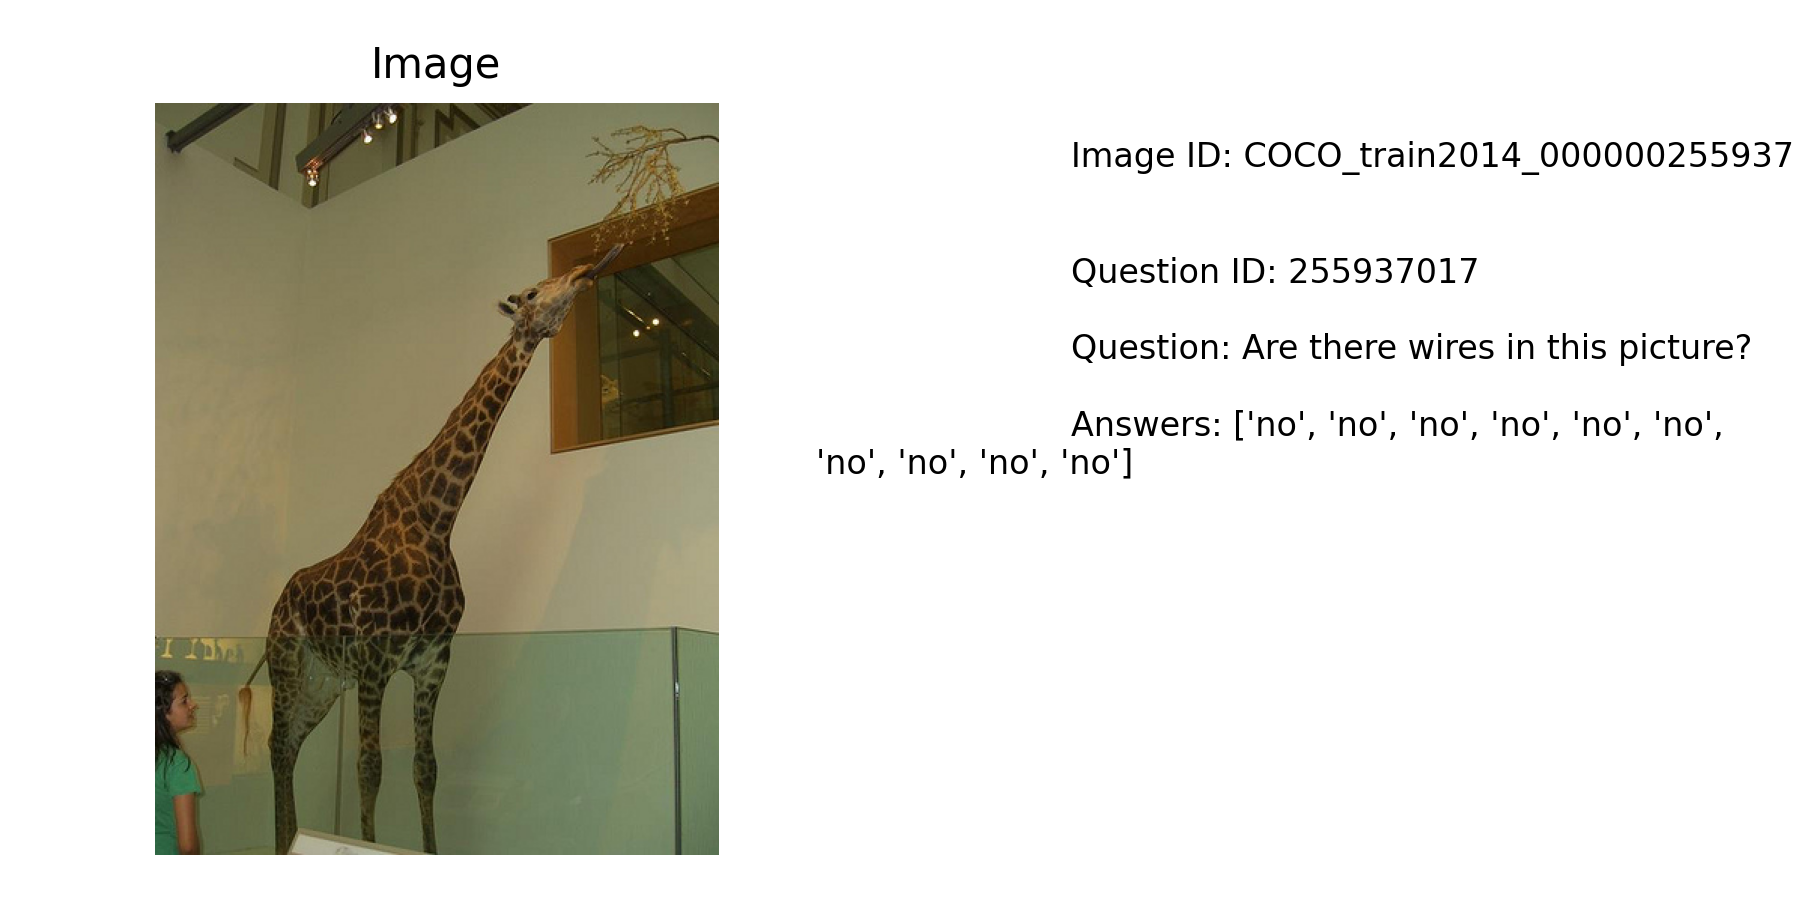 Image
Image ID: COCO_train2014_000000255937
Question ID: 255937017
Question: Are there wires in this picture?
Answers: ['no', 'no', 'no', 'no', 'no', 'no',
'no', 'no', 'no', 'no']